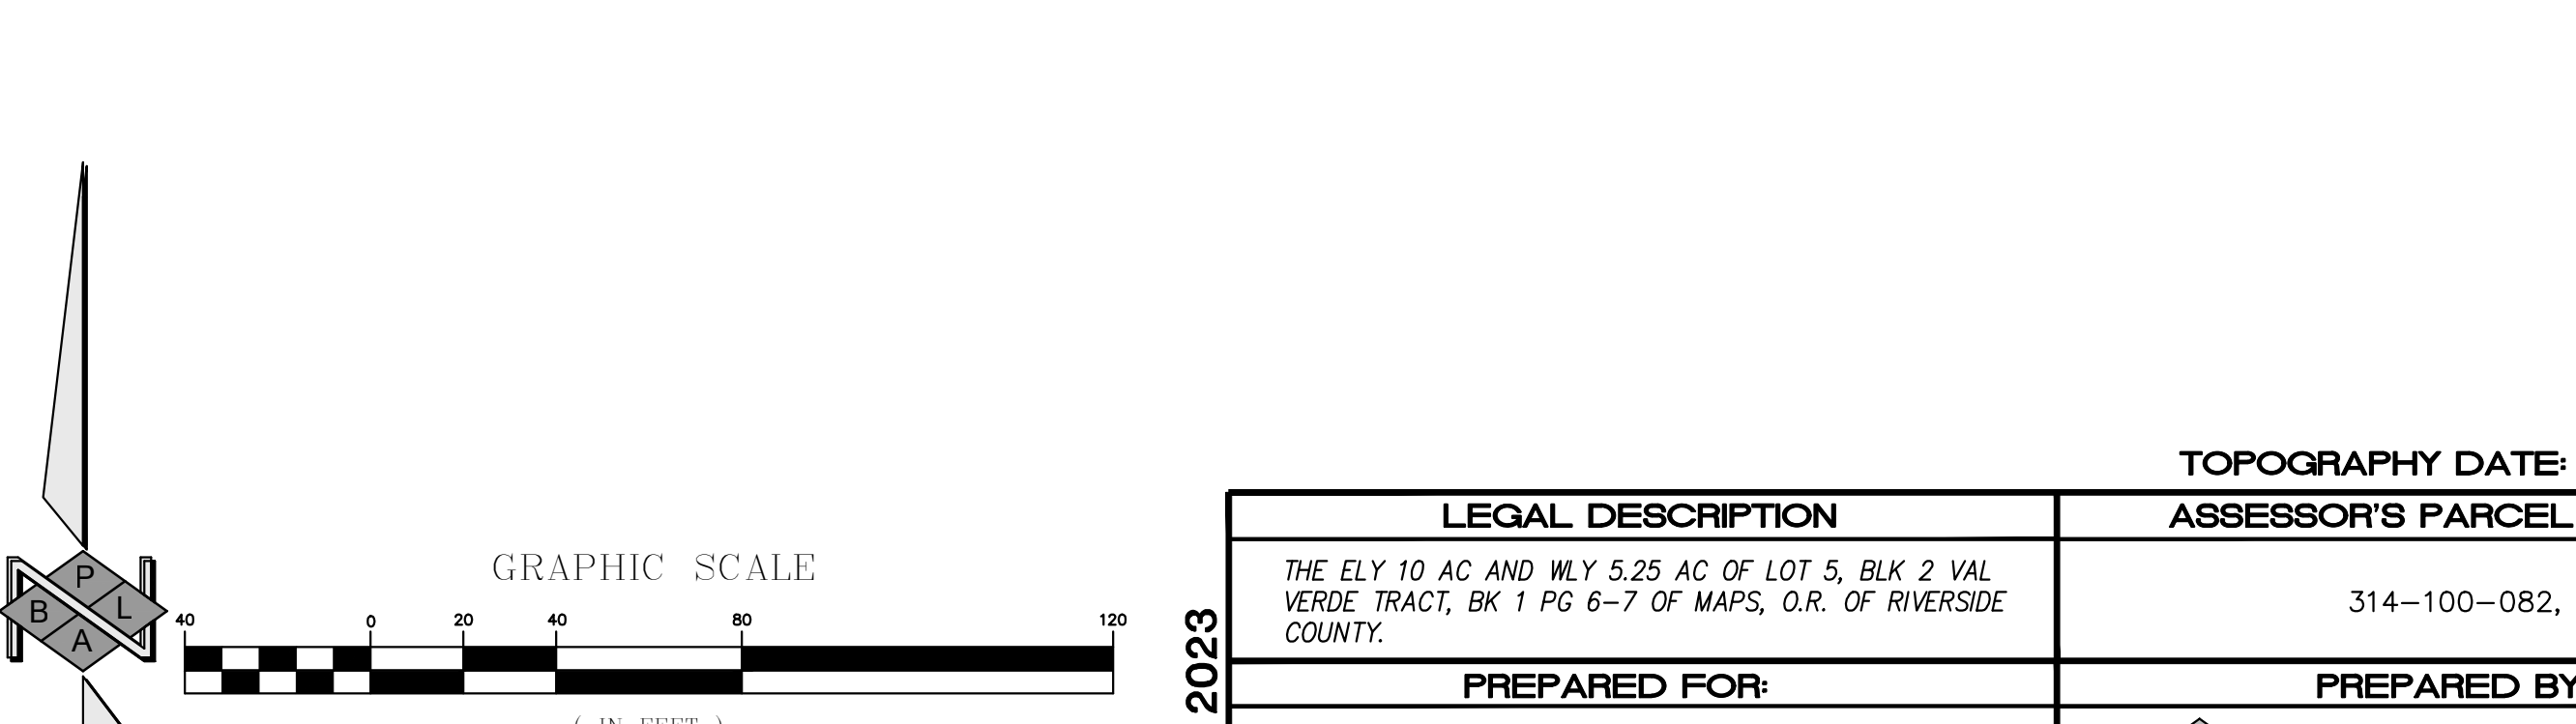 TOPOGRAPHY DATE:
LEGAL DESCRIPTION
ASSESSOR'S PARCEL
THE ELY 10 AC AND WLY 5.25 AC OF LOT 5, BLK 2 VAL
VERDE TRACT, BK 1 PG 6-7 OF MAPS, O.R. OF RIVERSIDE
COUNTY.
314-100-082,
PREPARED FOR:
PREPARED BY
2023
GRAPHIC SCALE
40 0 20 40 80 120
( IN FEET )
N
P
B L
A